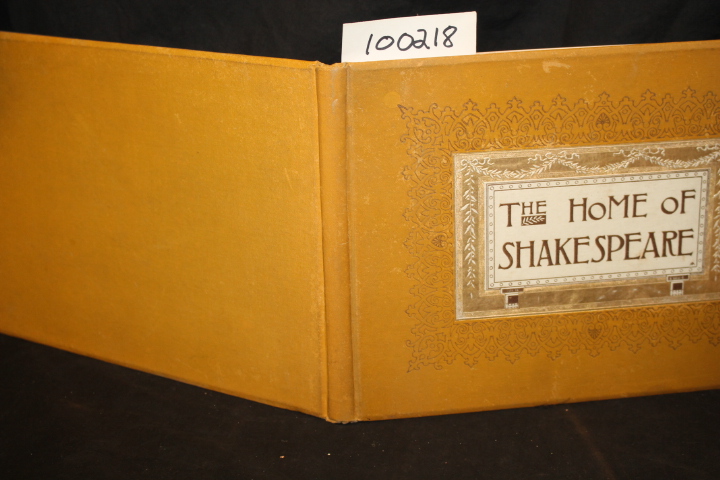 100218
THE HOME OF
SHAKESPEARE